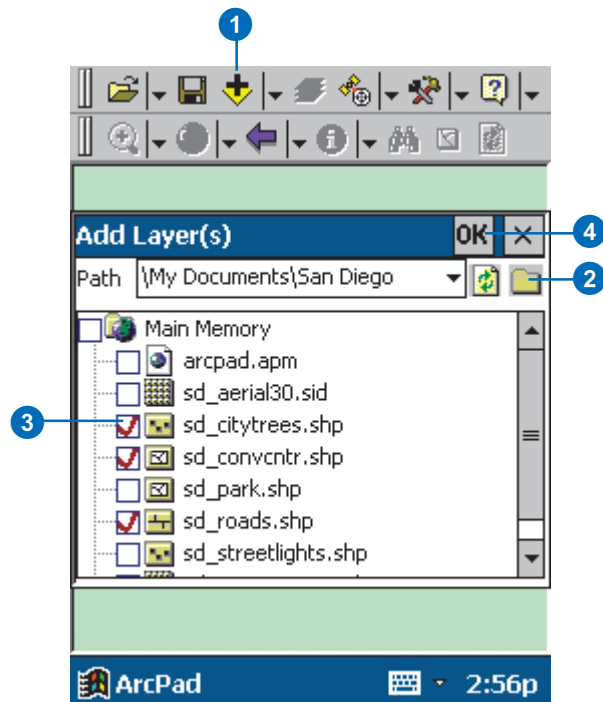 1
Add Layer(s) OK 4
Path \My Documents\San Diego 2
Main Memory
arcpad.apm
sd_aerial30.sid
3 sd_citytrees.shp
sd_convcntr.shp
sd_park.shp
sd_roads.shp
sd_streetlights.shp
ArcPad 2:56p